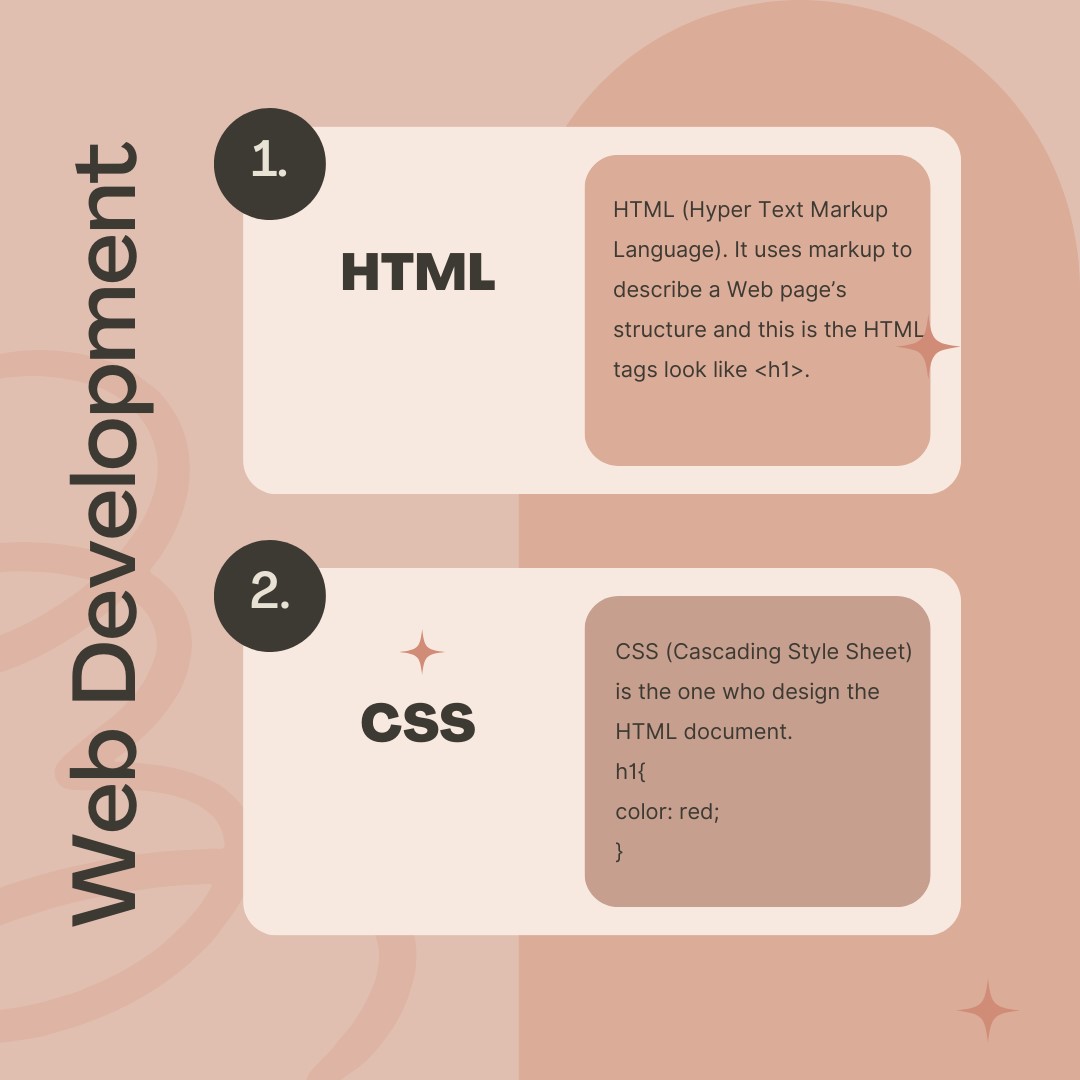 Web Development
1.
HTML
HTML (Hyper Text Markup
Language). It uses markup to
describe a Web page’s
structure and this is the HTML
tags look like <h1>.
2.
CSS
CSS (Cascading Style Sheet)
is the one who design the
HTML document.
h1{
color: red;
}